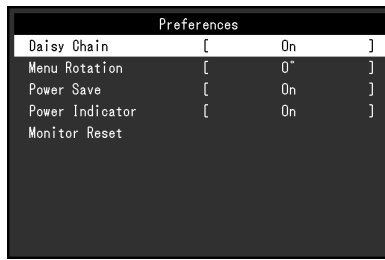 Preferences
Daisy Chain [ On ]
Menu Rotation [ 0° ]
Power Save [ On ]
Power Indicator [ On ]
Monitor Reset